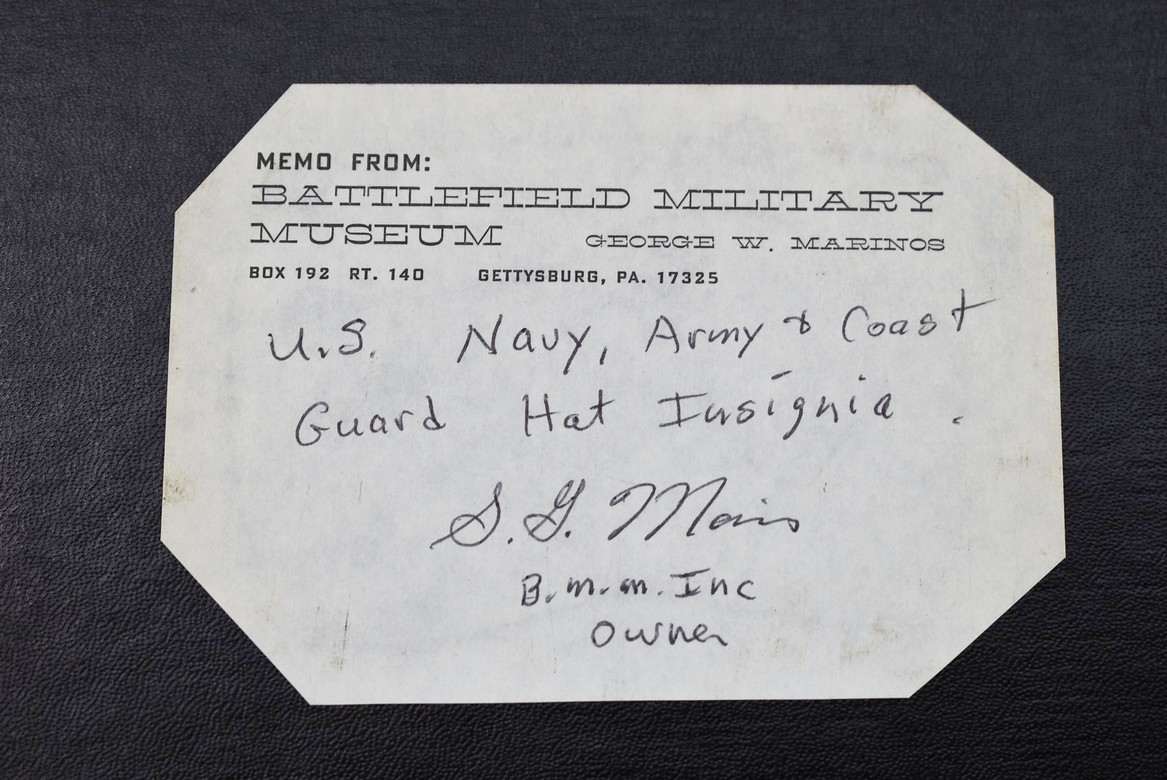 MEMO FROM:
BATTLEFIELD MILITARY
MUSEUM GEORGE W. MARINOS
BOX 192 RT. 140 GETTYSBURG, PA. 17325
U.S. Navy, Army & Coast
Guard Hat Insignia.
S. G.
B.M.M. Inc
Owner